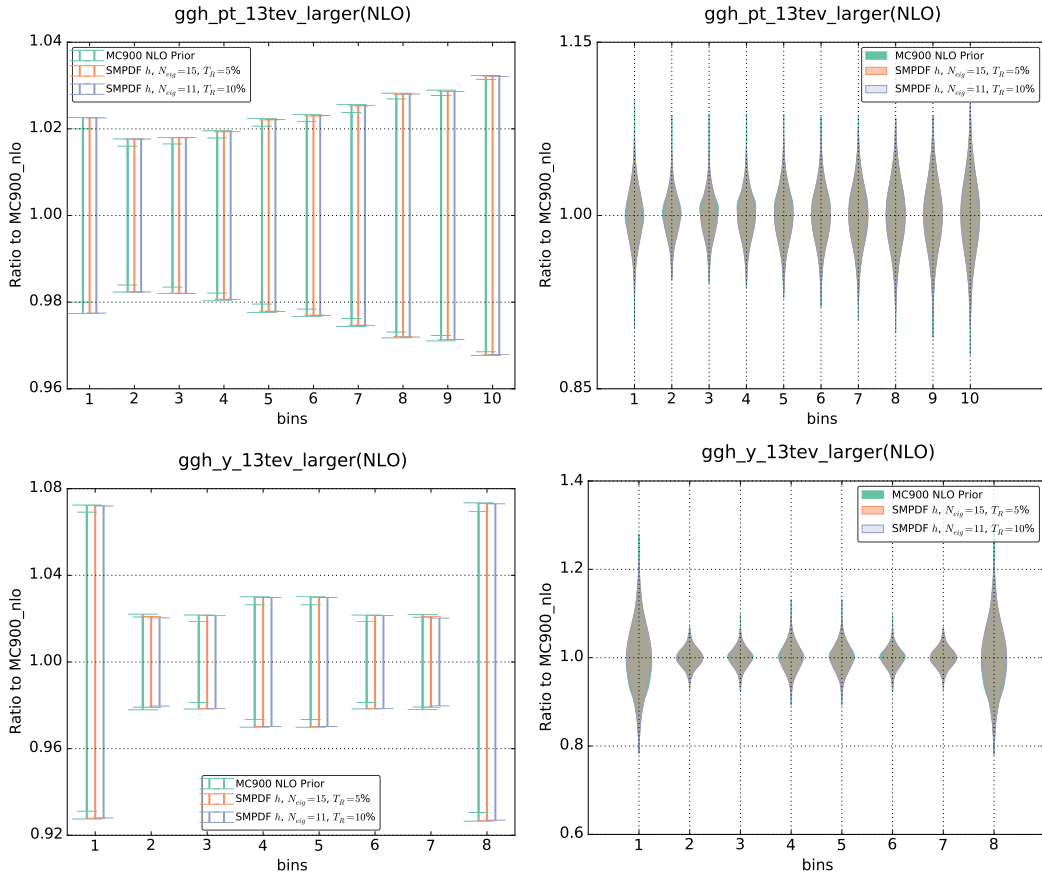 ggh_pt_13tev_larger(NLO)
1.04
1.02
1.00
0.98
0.96
Ratio to MC900_nlo
MC900 NLO Prior
SMPDF h, N_eig=15, T_R=5%
SMPDF h, N_eig=11, T_R=10%
1 2 3 4 5 6 7 8 9 10
bins
ggh_pt_13tev_larger(NLO)
1.15
1.00
0.85
Ratio to MC900_nlo
MC900 NLO Prior
SMPDF h, N_eig=15, T_R=5%
SMPDF h, N_eig=11, T_R=10%
1 2 3 4 5 6 7 8 9 10
bins
ggh_y_13tev_larger(NLO)
1.08
1.04
1.00
0.96
0.92
Ratio to MC900_nlo
MC900 NLO Prior
SMPDF h, N_eig=15, T_R=5%
SMPDF h, N_eig=11, T_R=10%
1 2 3 4 5 6 7 8
bins
ggh_y_13tev_larger(NLO)
1.4
1.2
1.0
0.8
0.6
Ratio to MC900_nlo
MC900 NLO Prior
SMPDF h, N_eig=15, T_R=5%
SMPDF h, N_eig=11, T_R=10%
1 2 3 4 5 6 7 8
bins